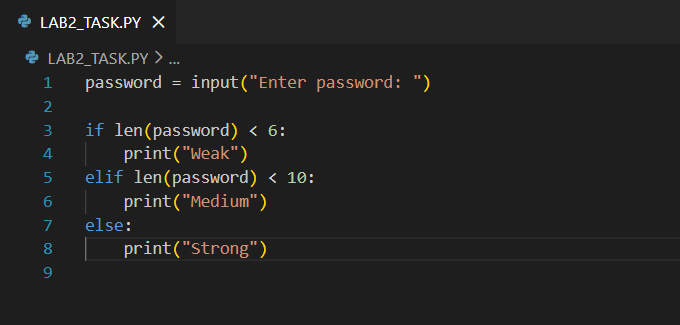 LAB2_TASK.PY ×
LAB2_TASK.PY > ...
1 password = input("Enter password: ")
2
3 if len(password) < 6:
4     print("Weak")
5 elif len(password) < 10:
6     print("Medium")
7 else:
8     print("Strong")
9